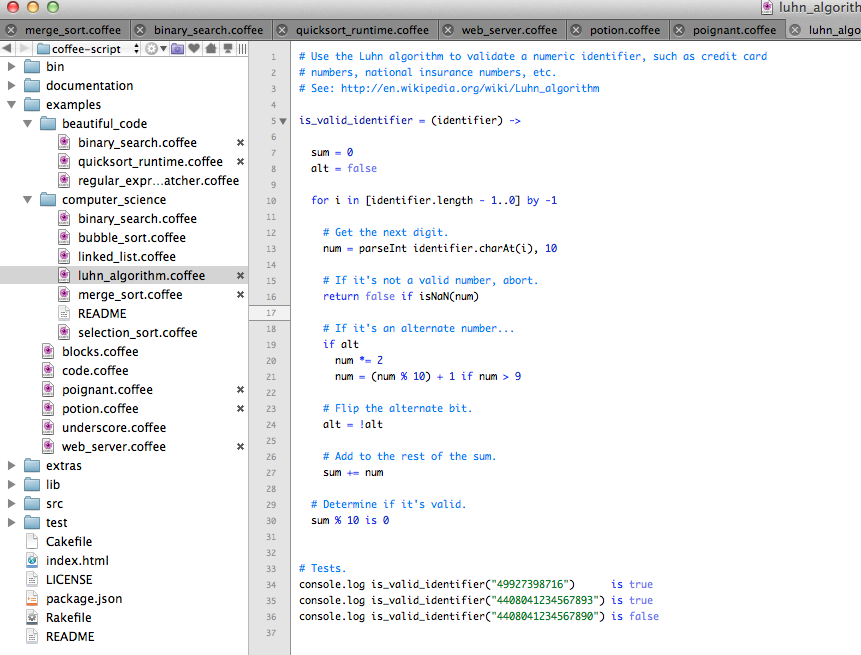 luhn_algorith
merge_sort.coffee
binary_search.coffee
quicksort_runtime.coffee
web_server.coffee
potion.coffee
poignant.coffee
luhn_algo
coffee-script
bin
documentation
examples
beautiful_code
binary_search.coffee
quicksort_runtime.coffee
regular_expr...atcher.coffee
computer_science
binary_search.coffee
bubble_sort.coffee
linked_list.coffee
luhn_algorithm.coffee
merge_sort.coffee
README
selection_sort.coffee
blocks.coffee
code.coffee
poignant.coffee
potion.coffee
underscore.coffee
web_server.coffee
extras
lib
src
test
Cakefile
index.html
LICENSE
package.json
Rakefile
README
1 # Use the Luhn algorithm to validate a numeric identifier, such as credit card
2 # numbers, national insurance numbers, etc.
3 # See: http://en.wikipedia.org/wiki/Luhn_algorithm
4
5 is_valid_identifier = (identifier) ->
6
7 sum = 0
8 alt = false
9
10 for i in [identifier.length - 1..0] by -1
11
12 # Get the next digit.
13 num = parseInt identifier.charAt(i), 10
14
15 # If it's not a valid number, abort.
16 return false if isNaN(num)
17
18 # If it's an alternate number...
19 if alt
20 num *= 2
21 num = (num % 10) + 1 if num > 9
22
23 # Flip the alternate bit.
24 alt = !alt
25
26 # Add to the rest of the sum.
27 sum += num
28
29 # Determine if it's valid.
30 sum % 10 is 0
31
32
33 # Tests.
34 console.log is_valid_identifier("49927398716") is true
35 console.log is_valid_identifier("4408041234567893") is true
36 console.log is_valid_identifier("4408041234567890") is false
37